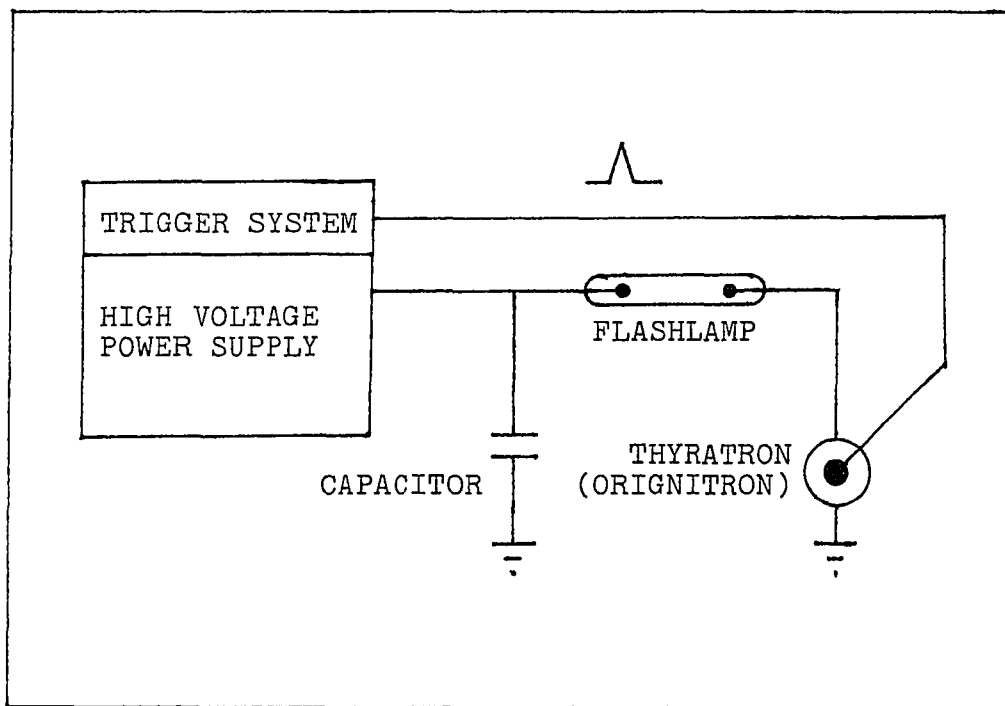 TRIGGER SYSTEM
HIGH VOLTAGE
POWER SUPPLY
FLASHLAMP
CAPACITOR
THYRATRON
(ORIGNITRON)